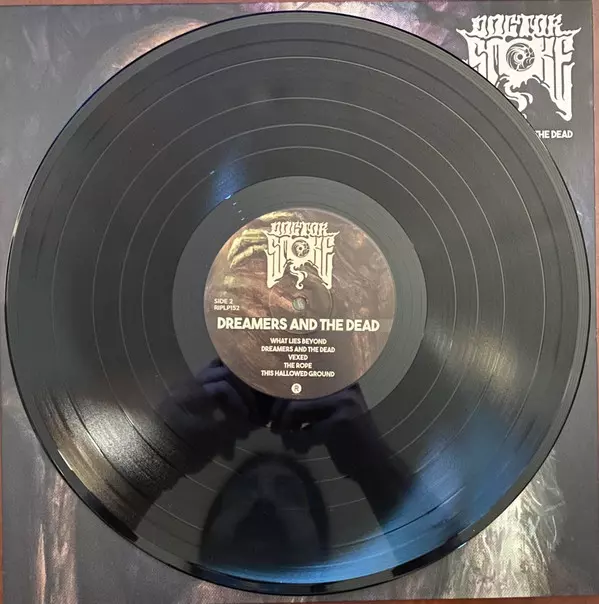 DOCTOR
SMOKE
THE DEAD
DOCTOR
SMOKE
SIDE 2
RIPLP152
DREAMERS AND THE DEAD
WHAT LIES BEYOND
DREAMERS AND THE DEAD
VEXED
THE ROPE
THIS HALLOWED GROUND
R